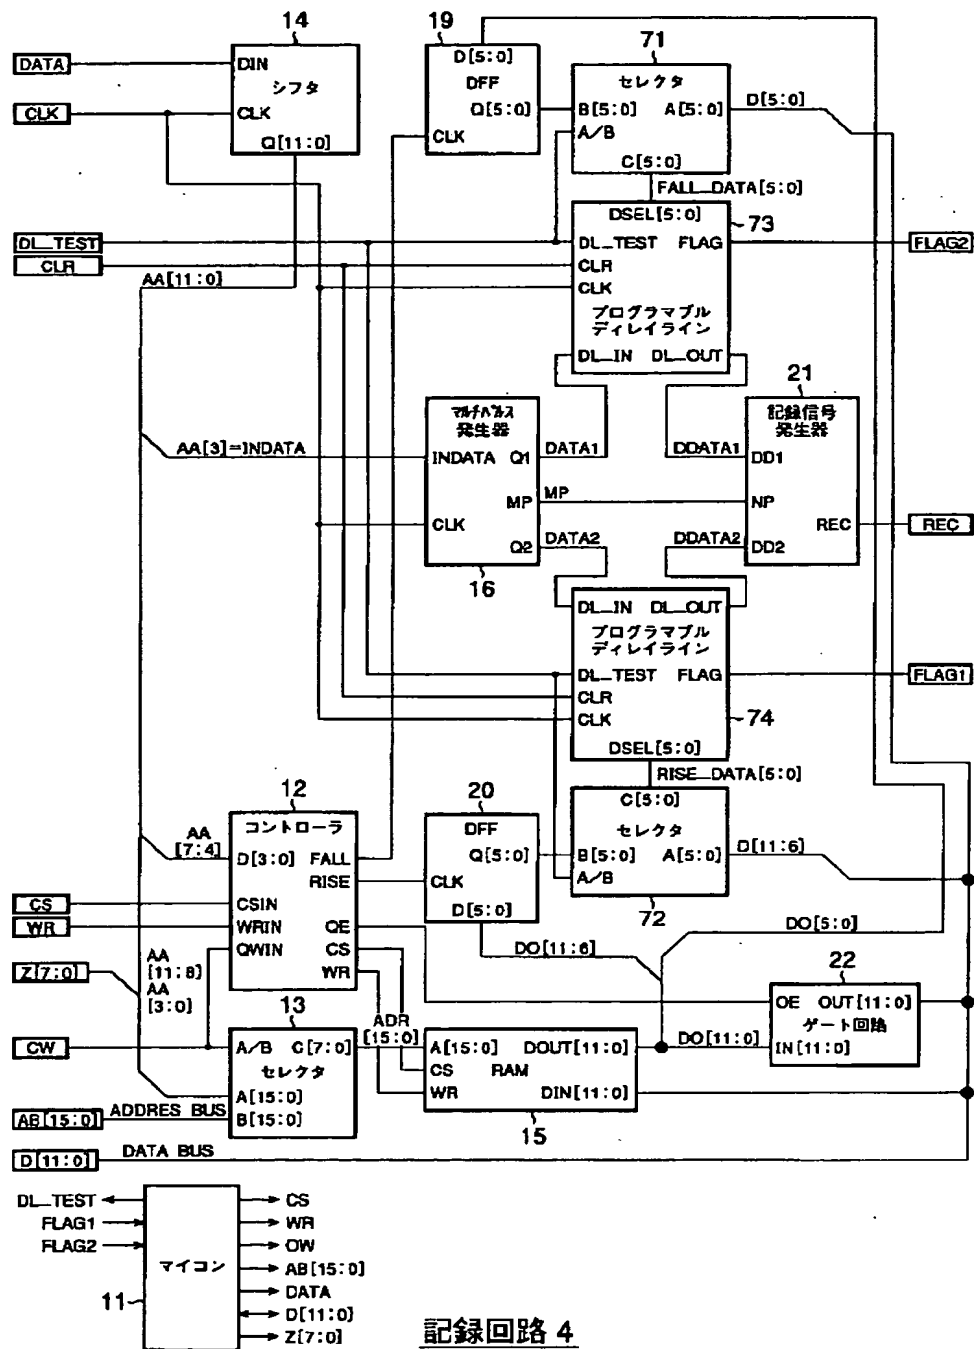 14
DATA
DIN
シフタ
CLK
CLK
Q[11:0]
19
D[5:0]
DFF
Q[5:0]
CLK
71
セレクタ
B[5:0] A[5:0]
A/B
C[5:0]
D[5:0]
FALL_DATA[5:0]
DSEL[5:0]
73
DL_TEST
DL_TEST FLAG
FLAG2
CLR
CLR
CLK
AA[11:0]
プログラマブル
ディレイライン
DL_IN DL_OUT
マルチパルス
発生器
AA[3]=INDATA
INDATA Q1
DATA1
MP
MP
CLK
Q2
DATA2
16
21
記録信号
発生器
DDATA1
DD1
NP
REC
REC
DDATA2
DD2
DL_IN DL_OUT
プログラマブル
ディレイライン
DL_TEST FLAG
FLAG1
CLR
CLK
74
DSEL[5:0]
RISE_DATA[5:0]
12
コントローラ
AA
[7:4]
D[3:0] FALL
RISE
CS
CSIN
WR
WRIN QE
QWIN CS
WR
20
DFF
Q[5:0]
CLK
D[5:0]
C[5:0]
セレクタ
B[5:0] A[5:0]
A/B
72
D[11:6]
DO[5:0]
DO[11:6]
Z[7:0]
AA
[11:8]
AA
[3:0]
22
OE OUT[11:0]
ゲート回路
IN[11:0]
DO[11:0]
13
ADR
[15:0]
CW
A/B C[7:0]
セレクタ
A[15:0]
B[15:0]
A[15:0] DOUT[11:0]
CS RAM
WR
DIN[11:0]
15
AB[15:0] ADDRES BUS
D[11:0] DATA BUS
DL_TEST
FLAG1
FLAG2
マイコン
11
CS
WR
OW
AB[15:0]
DATA
D[11:0]
Z[7:0]
記録回路 4